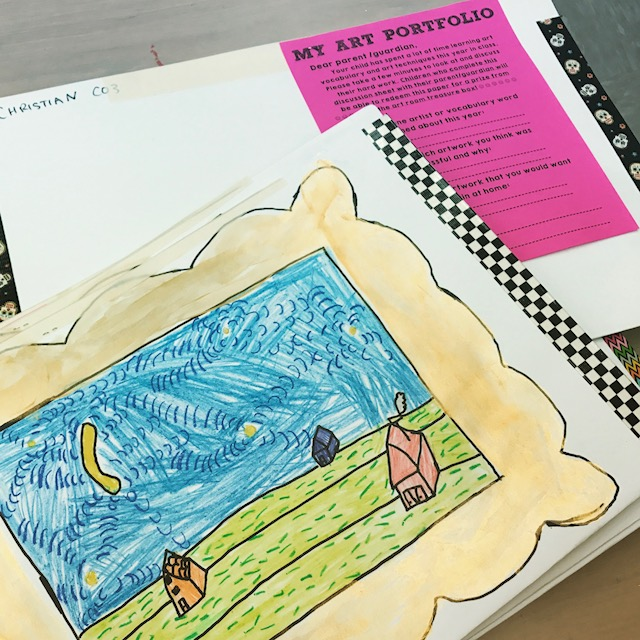 CHRISTIAN CO3
MY ART PORTFOLIO
Dear parent/guardian,
Your child has spent a lot of time learning art
vocabulary and art techniques this year in class.
Please take a few minutes to look at and discuss
their hard work. Children who complete this
discussion sheet with their parent/guardian will
be able to redeem this paper for a prize from
the art room treasure box!
artist or vocabulary word
about this year:
artwork you think was
and why:
artwork that you would want
at home: